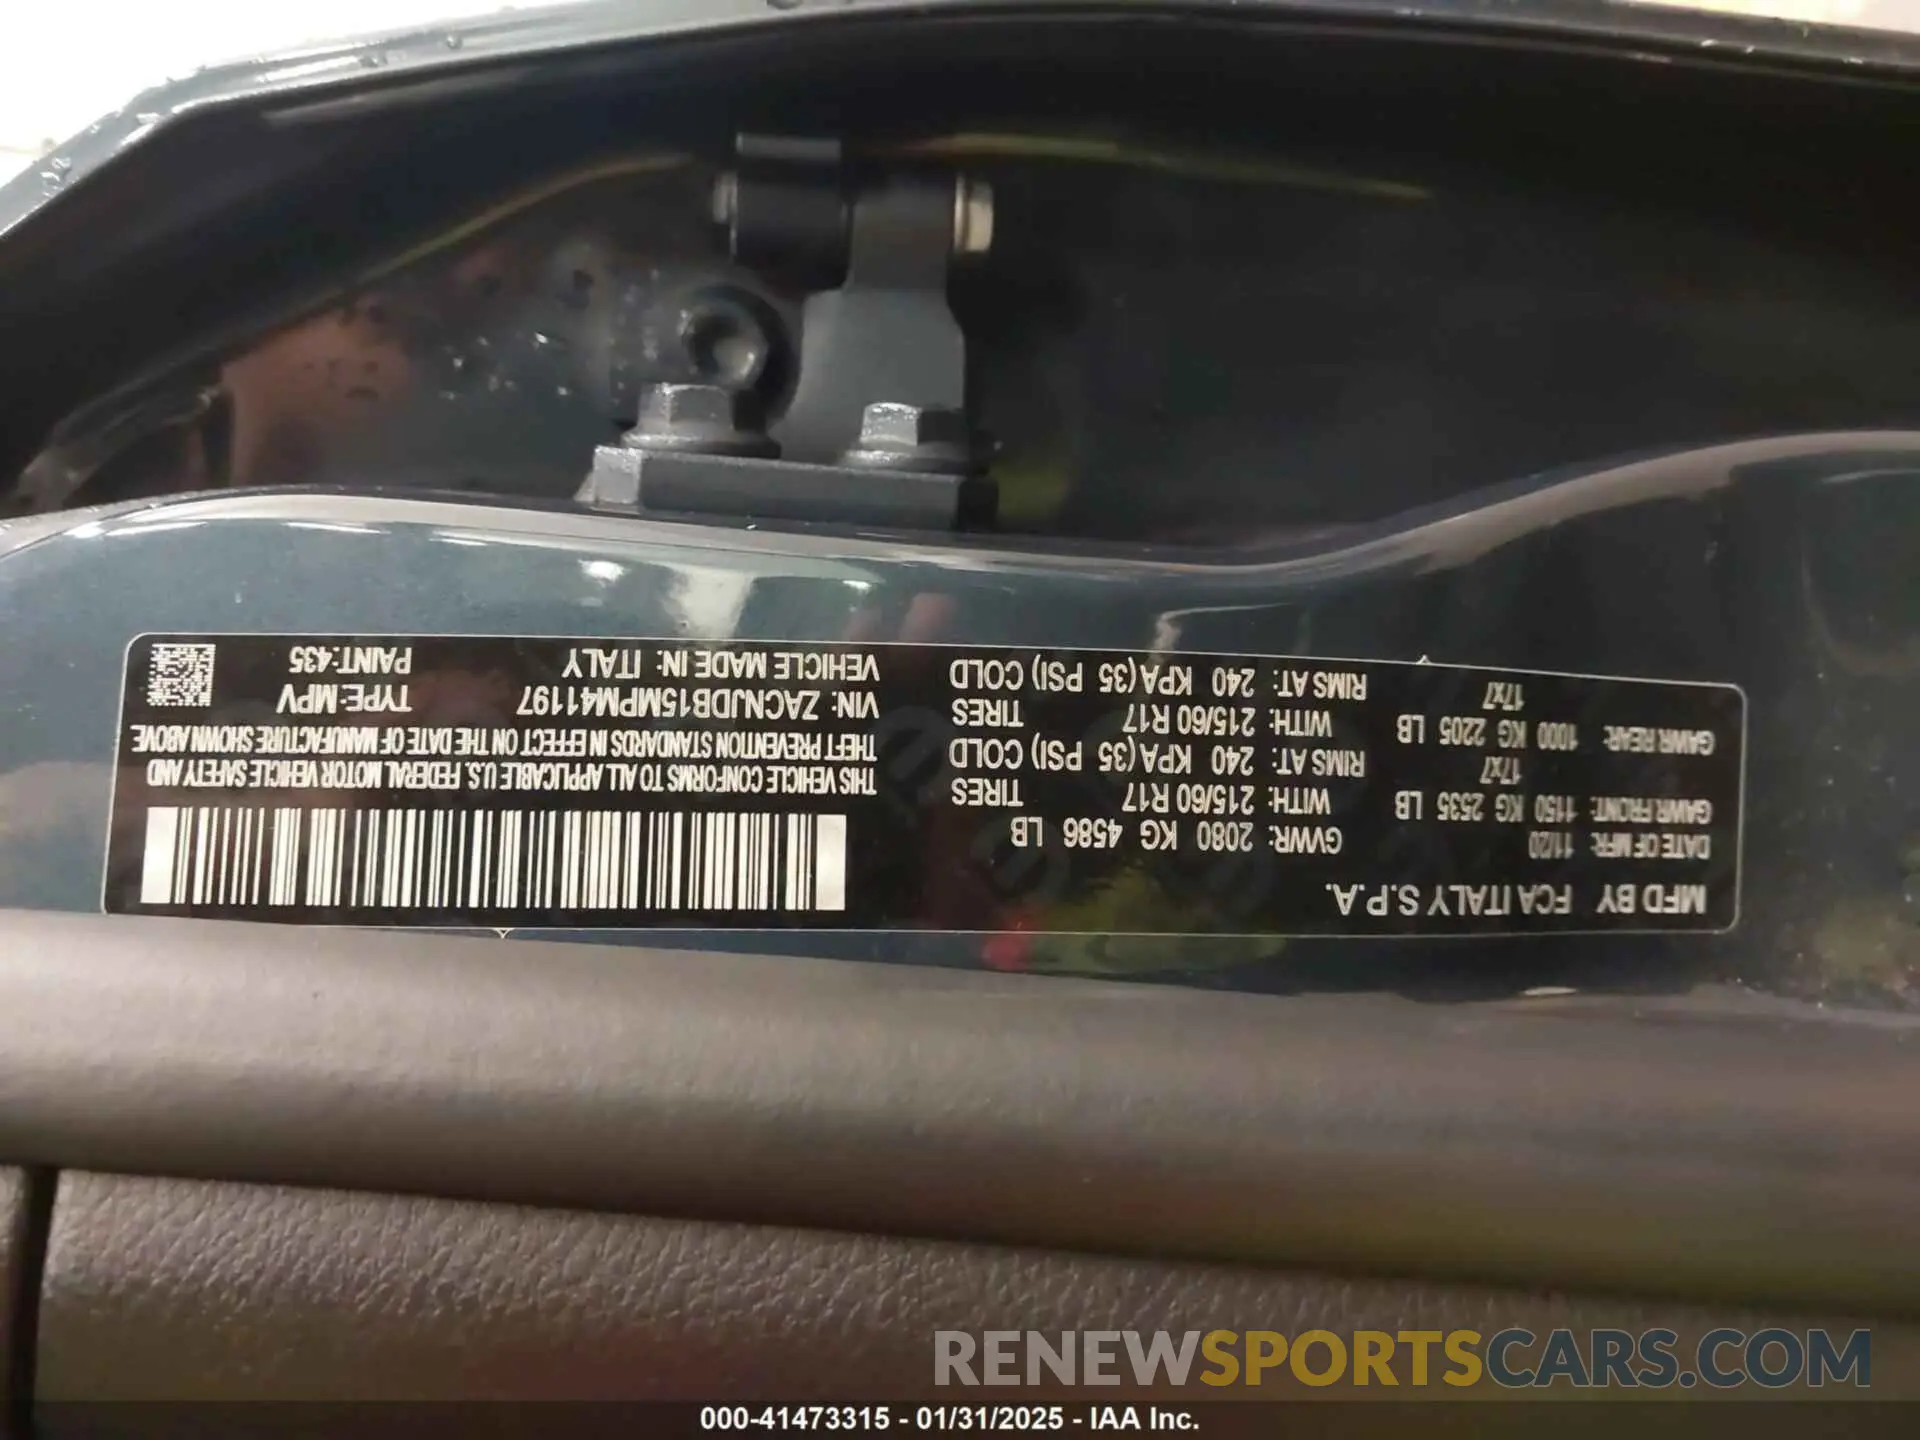 MFD BY FCA ITALY S.P.A.
DATE OF MFR: 11/20 GVWR: 2080 KG 4586 LB
GAWR FRONT: 1150 KG 2535 LB WITH: 215/60 R17 TIRES
17x7 RIMS AT: 240 KPA(35 PSI) COLD
GAWR REAR: 1000 KG 2205 LB WITH: 215/60 R17 TIRES
17x7 RIMS AT: 240 KPA(35 PSI) COLD
THIS VEHICLE CONFORMS TO ALL APPLICABLE U.S. FEDERAL MOTOR VEHICLE SAFETY AND
THEFT PREVENTION STANDARDS IN EFFECT ON THE DATE OF MANUFACTURE SHOWN ABOVE
VIN: ZACNJDB15MPM41197 TYPE: MPV
VEHICLE MADE IN: ITALY PAINT: 435
RENEWSPORTSCARS.COM
000-41473315 - 01/31/2025 - IAA Inc.